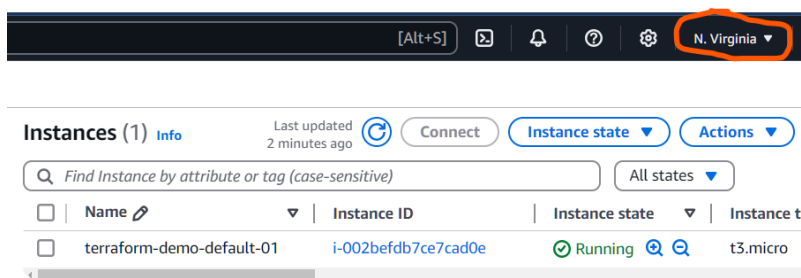 [Alt+S]
N. Virginia
Instances (1) Info
Last updated
2 minutes ago
Connect
Instance state
Actions
Find Instance by attribute or tag (case-sensitive)
All states
Name
Instance ID
Instance state
Instance t
terraform-demo-default-01
i-002befdb7ce7cad0e
Running
t3.micro